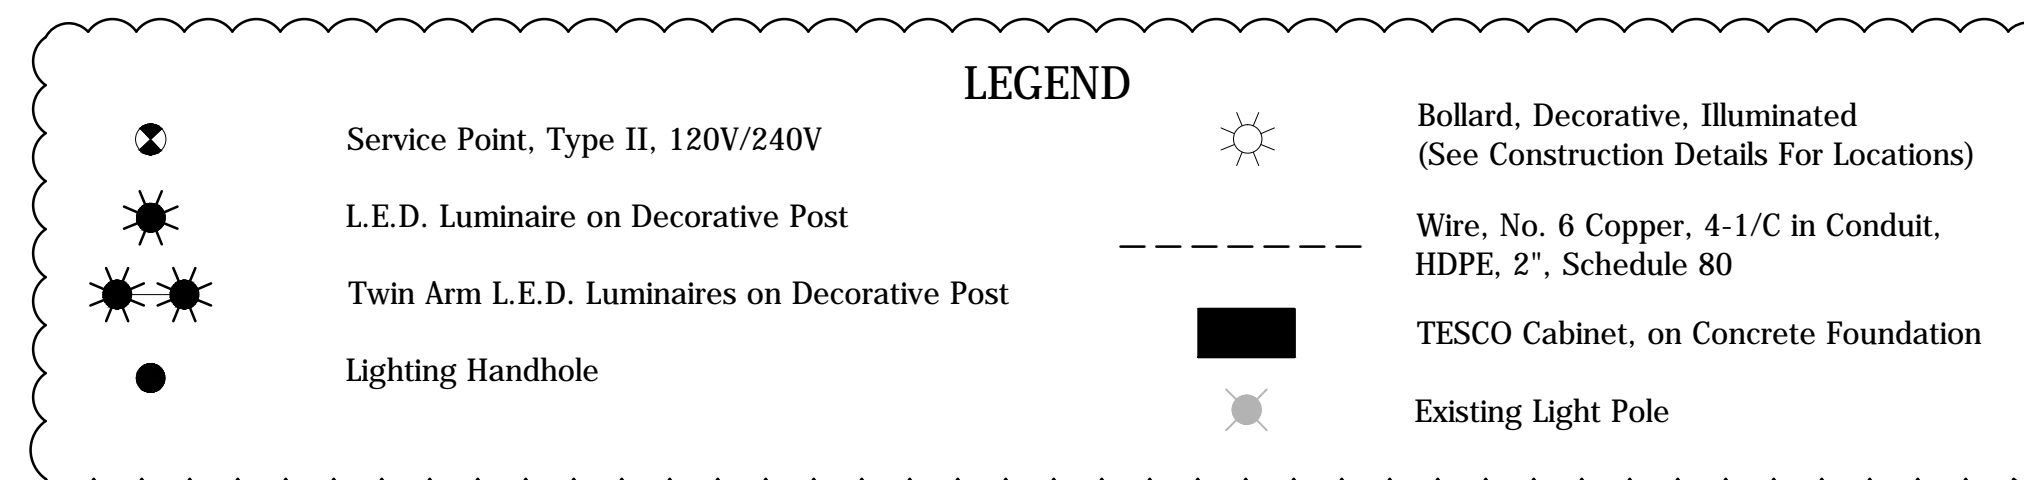 LEGEND
Service Point, Type II, 120V/240V
L.E.D. Luminaire on Decorative Post
Twin Arm L.E.D. Luminaires on Decorative Post
Lighting Handhole
Bollard, Decorative, Illuminated
(See Construction Details For Locations)
Wire, No. 6 Copper, 4-1/C in Conduit,
HDPE, 2", Schedule 80
TESCO Cabinet, on Concrete Foundation
Existing Light Pole